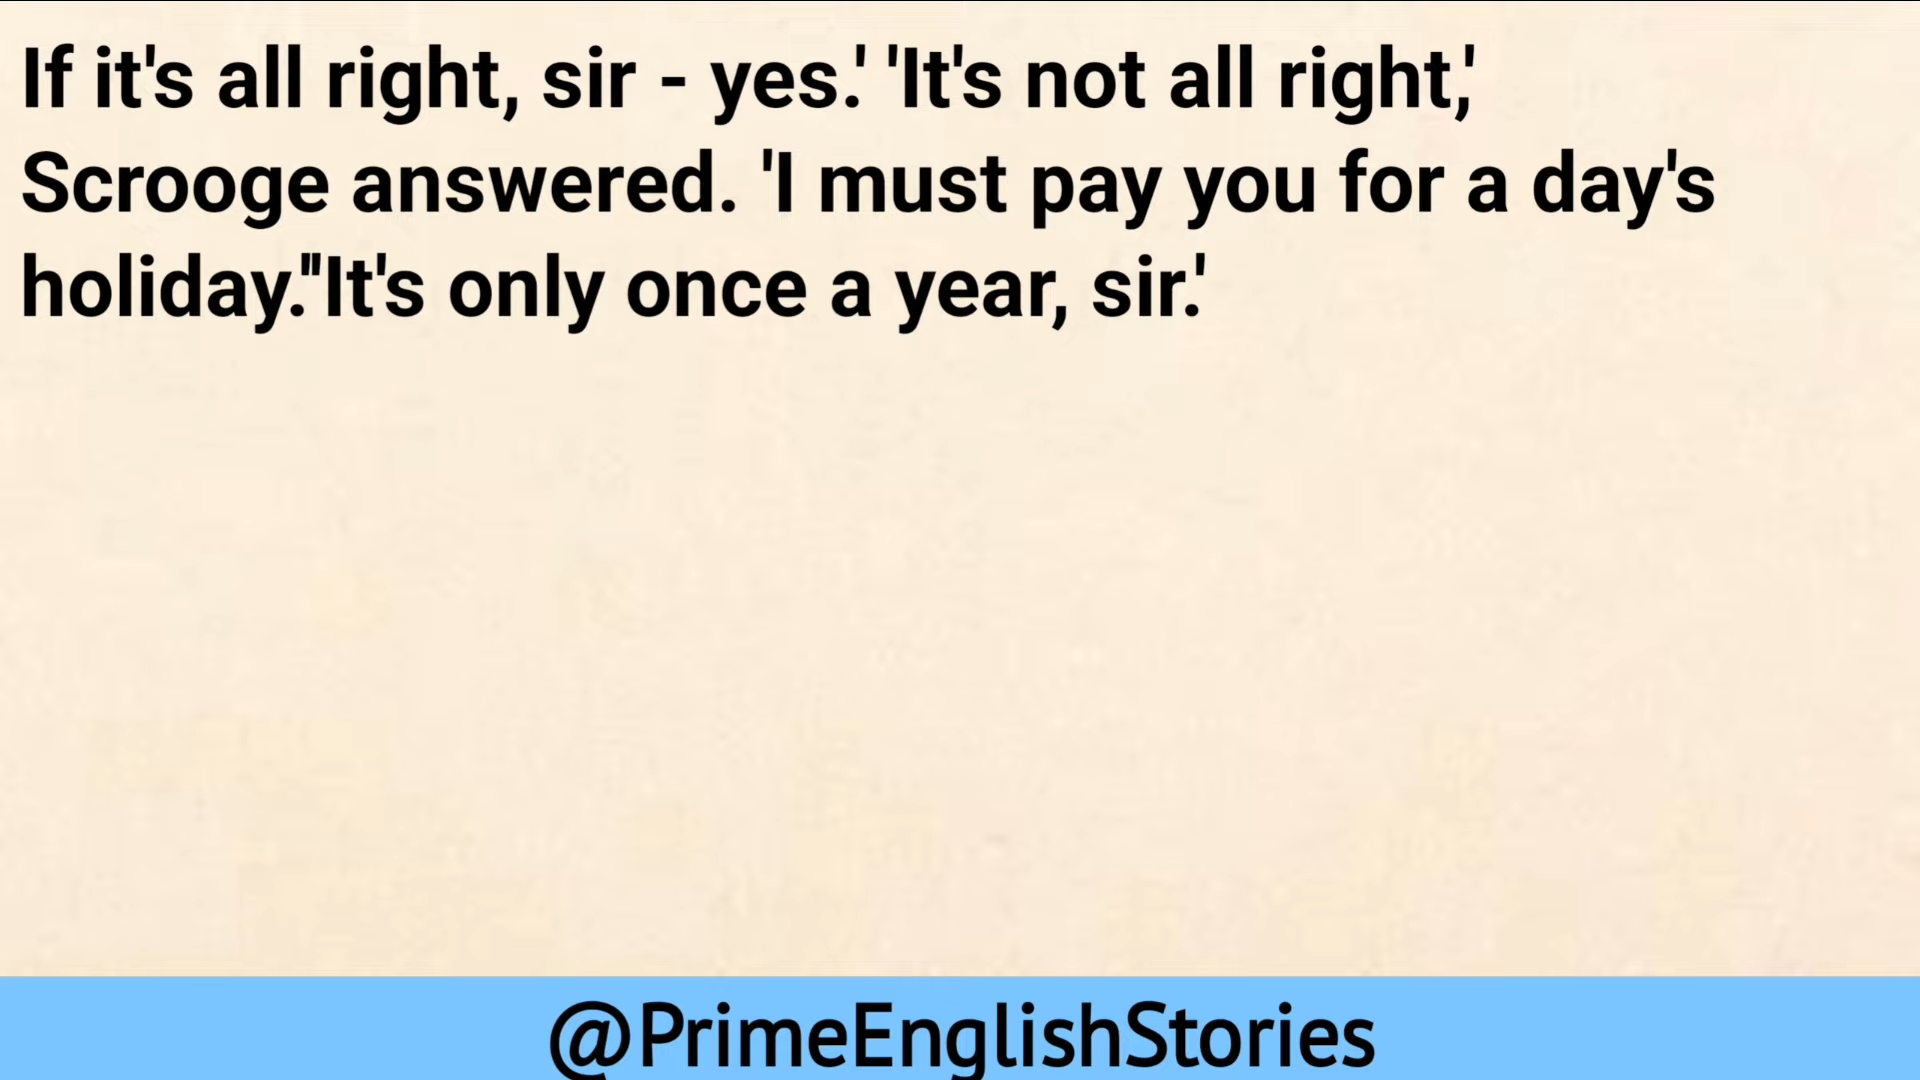 If it's all right, sir - yes.' 'It's not all right,'
Scrooge answered. 'I must pay you for a day's
holiday.''It's only once a year, sir.'
@PrimeEnglishStories